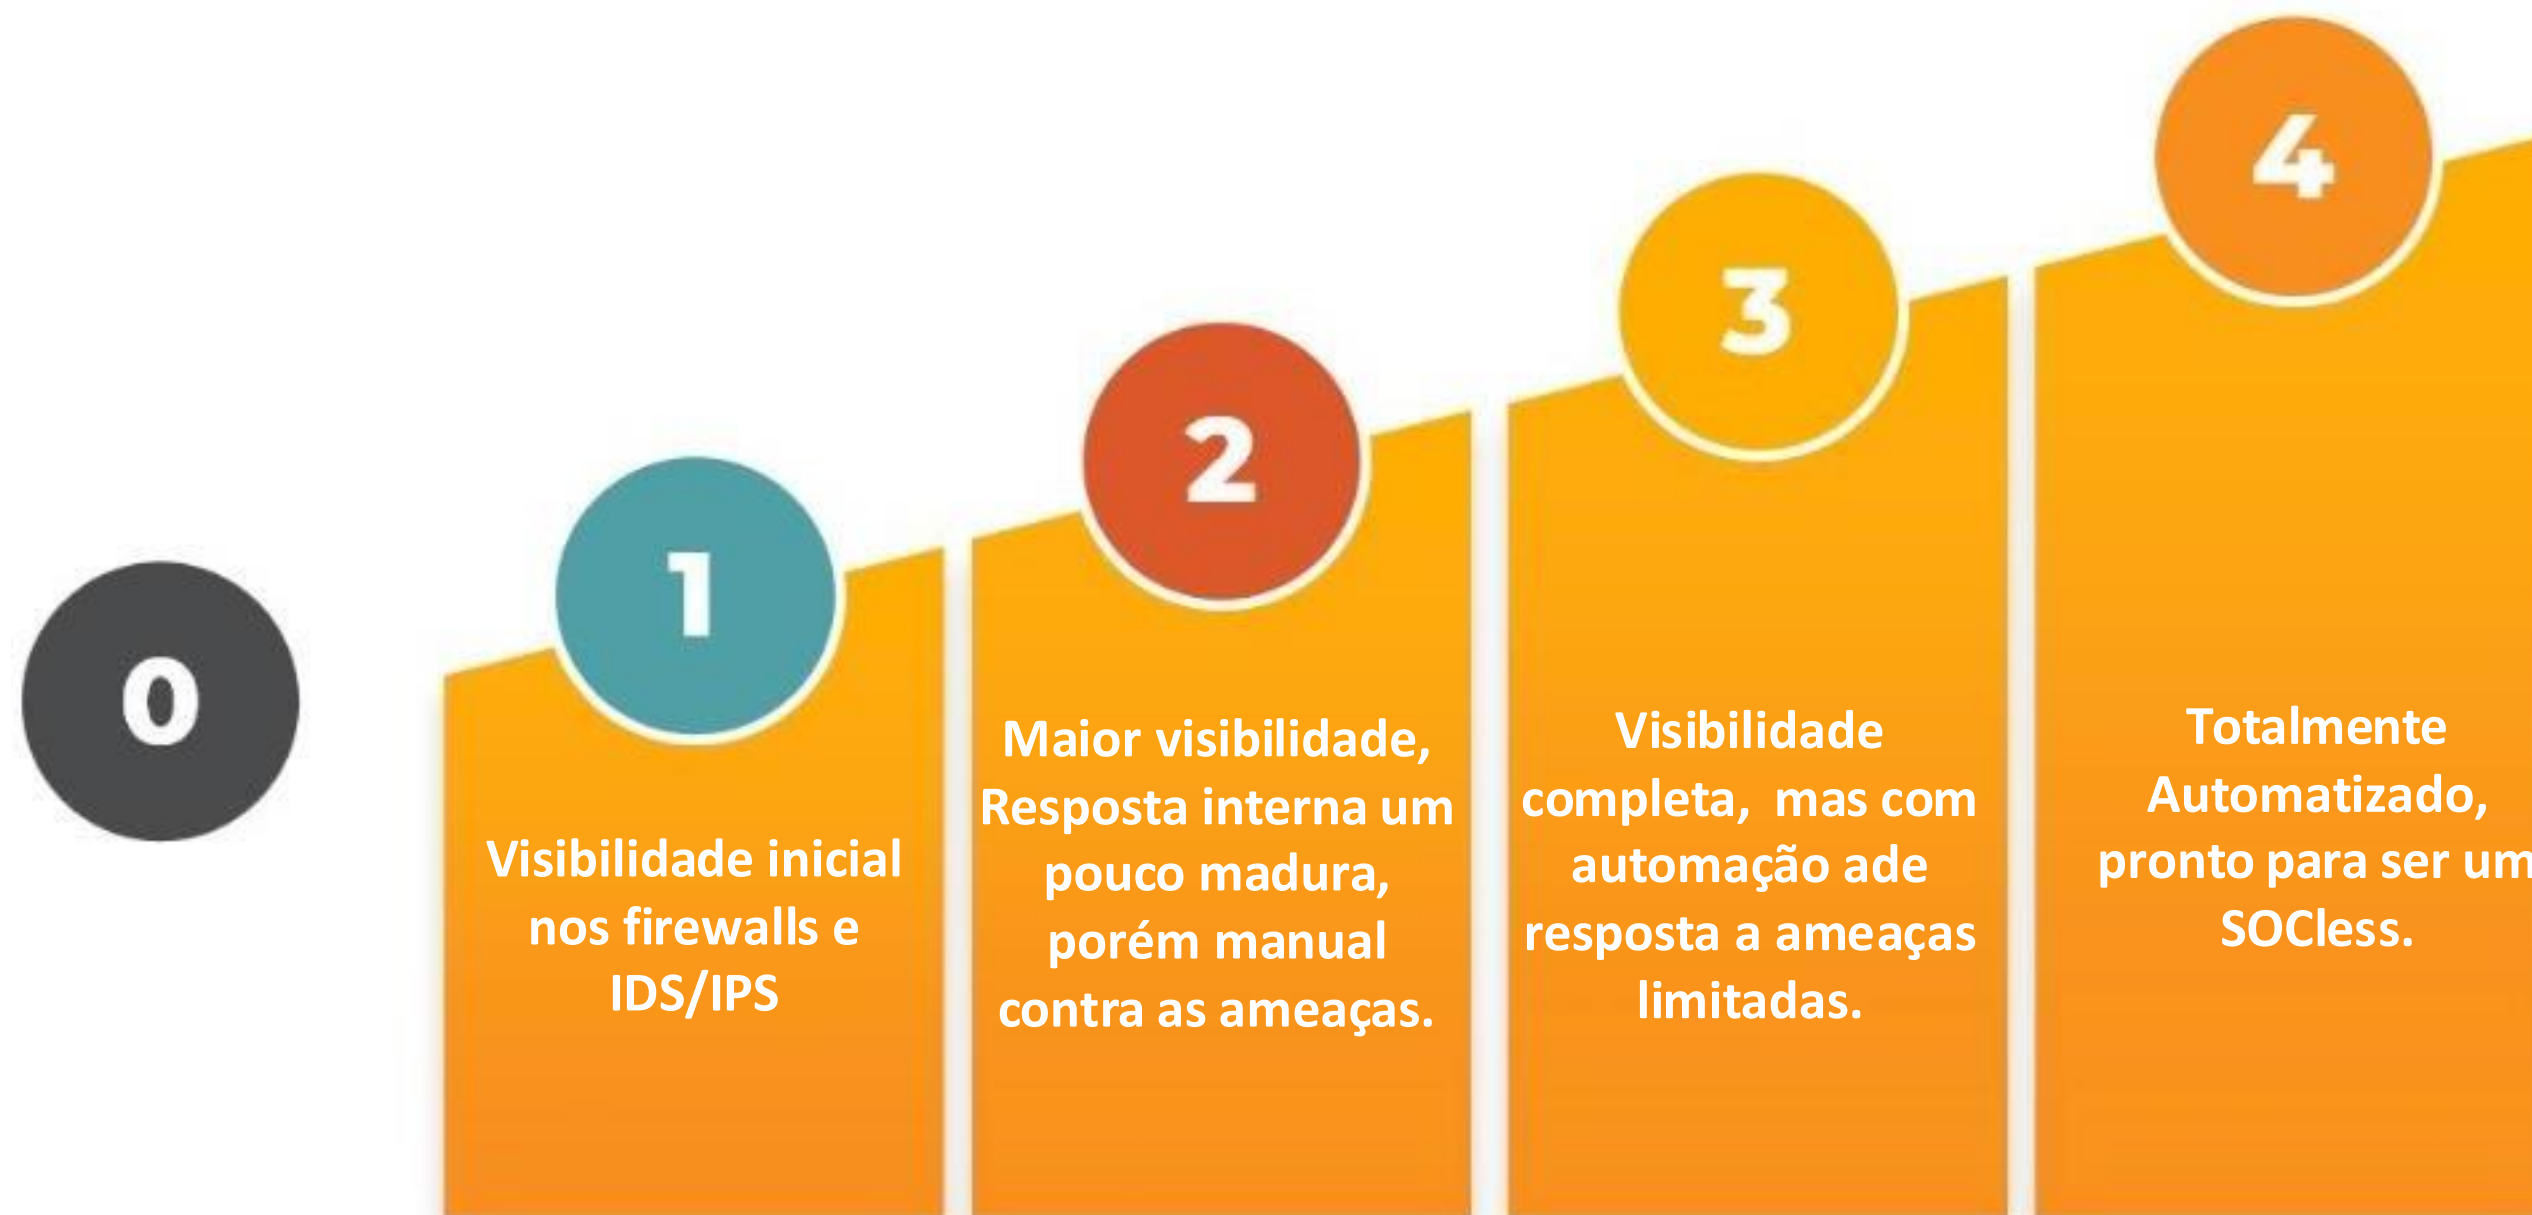 0
1
Visibilidade inicial
nos firewalls e
IDS/IPS
2
Maior visibilidade,
Resposta interna um
pouco madura,
porém manual
contra as ameaças.
3
Visibilidade
completa,  mas com
automação ade
resposta a ameaças
limitadas.
4
Totalmente
Automatizado,
pronto para ser um
SOCless.